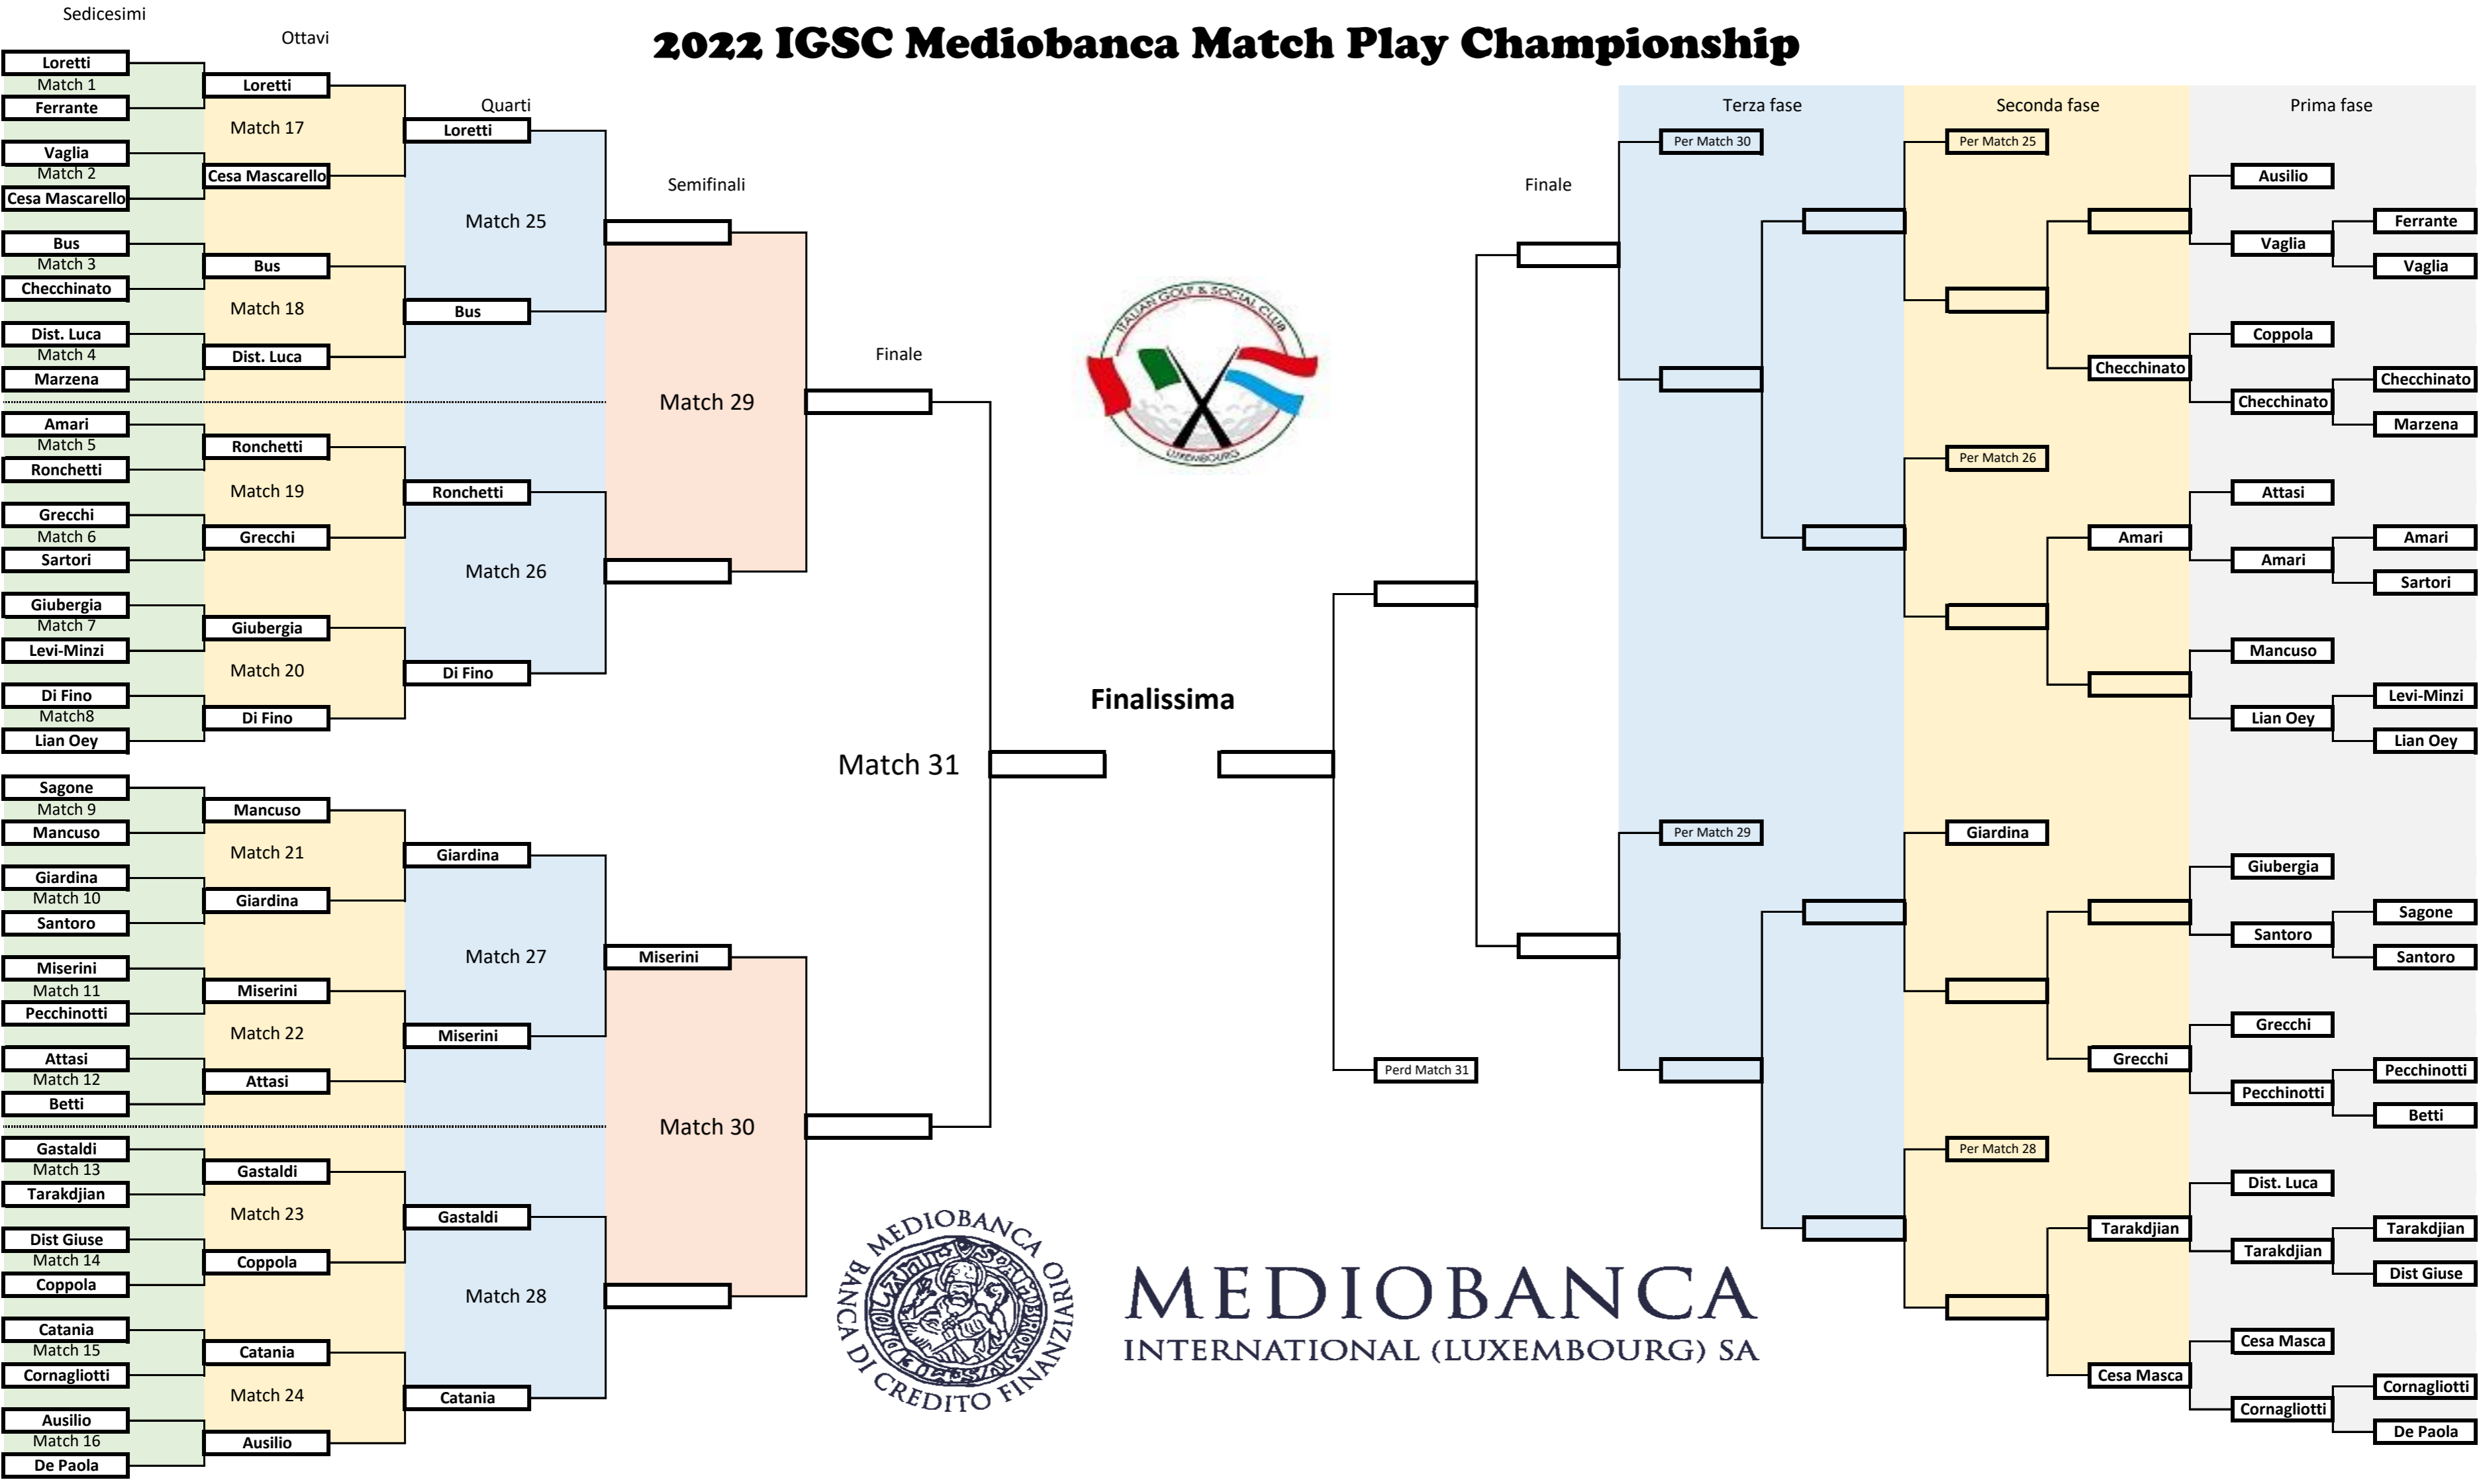 2022 IGSC Mediobanca Match Play Championship
Sedicesimi
Ottavi
Quarti
Semifinali
Finale
Loretti
Match 1
Ferrante
Vaglia
Match 2
Cesa Mascarello
Bus
Match 3
Checchinato
Dist. Luca
Match 4
Marzena
Amari
Match 5
Ronchetti
Grecchi
Match 6
Sartori
Giubergia
Match 7
Levi-Minzi
Di Fino
Match8
Lian Oey
Sagone
Match 9
Mancuso
Giardina
Match 10
Santoro
Miserini
Match 11
Pecchinotti
Attasi
Match 12
Betti
Gastaldi
Match 13
Tarakdjian
Dist Giuse
Match 14
Coppola
Catania
Match 15
Cornagliotti
Ausilio
Match 16
De Paola
Loretti
Match 17
Cesa Mascarello
Bus
Match 18
Dist. Luca
Ronchetti
Match 19
Grecchi
Giubergia
Match 20
Di Fino
Mancuso
Match 21
Giardina
Miserini
Match 22
Attasi
Gastaldi
Match 23
Coppola
Catania
Match 24
Ausilio
Loretti
Match 25
Bus
Ronchetti
Match 26
Di Fino
Giardina
Match 27
Miserini
Gastaldi
Match 28
Catania
Match 29
Miserini
Match 30
Match 31
Finalissima
ITALIAN GOLF & SOCIAL CLUB
LUXEMBOURG
MEDIOBANCA
BANCA DI CREDITO FINANZIARIO
MEDIOBANCA
INTERNATIONAL (LUXEMBOURG) SA
Finale
Terza fase
Seconda fase
Prima fase
Perd Match 31
Per Match 30
Per Match 29
Per Match 25
Per Match 26
Giardina
Per Match 28
Checchinato
Amari
Grecchi
Tarakdjian
Cesa Masca
Ausilio
Vaglia
Coppola
Checchinato
Attasi
Amari
Mancuso
Lian Oey
Giubergia
Santoro
Grecchi
Pecchinotti
Dist. Luca
Tarakdjian
Cesa Masca
Cornagliotti
Ferrante
Vaglia
Checchinato
Marzena
Amari
Sartori
Levi-Minzi
Lian Oey
Sagone
Santoro
Pecchinotti
Betti
Tarakdjian
Dist Giuse
Cornagliotti
De Paola